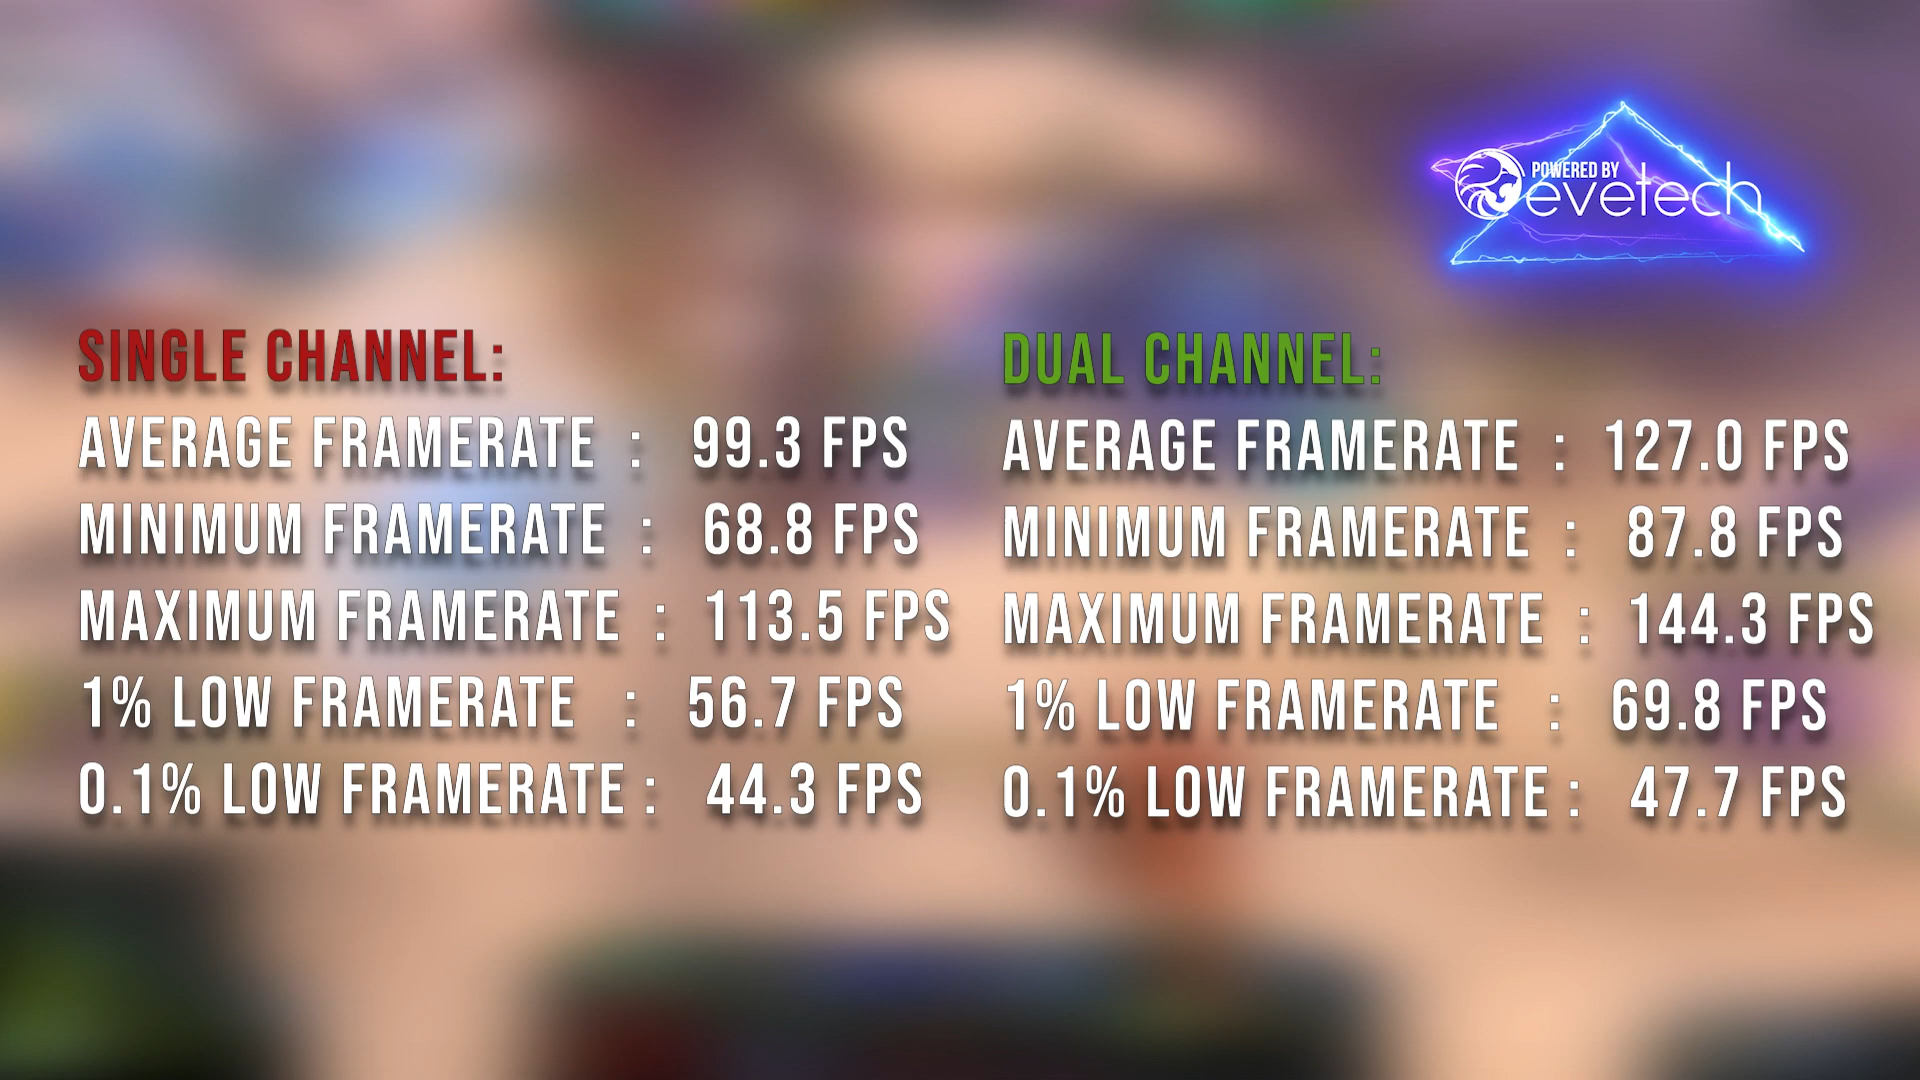 POWERED BY
evetech
SINGLE CHANNEL:
AVERAGE FRAMERATE : 99.3 FPS
MINIMUM FRAMERATE : 68.8 FPS
MAXIMUM FRAMERATE : 113.5 FPS
1% LOW FRAMERATE : 56.7 FPS
0.1% LOW FRAMERATE : 44.3 FPS
DUAL CHANNEL:
AVERAGE FRAMERATE : 127.0 FPS
MINIMUM FRAMERATE : 87.8 FPS
MAXIMUM FRAMERATE : 144.3 FPS
1% LOW FRAMERATE : 69.8 FPS
0.1% LOW FRAMERATE : 47.7 FPS